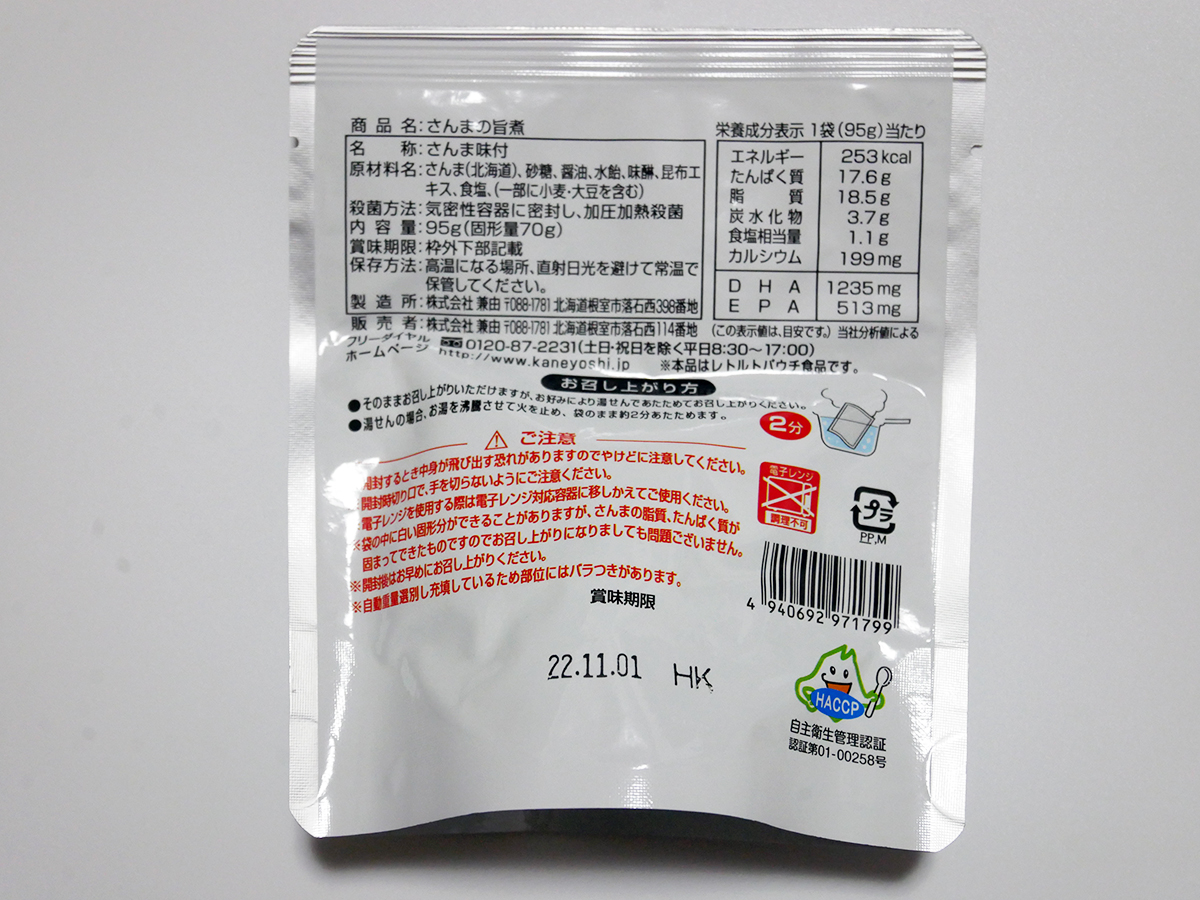 商品名：さんまの旨煮
名称：さんま味付
原材料名：さんま(北海道)、砂糖、醤油、水飴、味醂、昆布エ
キス、食塩、(一部に小麦・大豆を含む)
殺菌方法：気密性容器に密封し、加圧加熱殺菌
内容量：95g(固形量70g)
賞味期限：枠外下部記載
保存方法：高温になる場所、直射日光を避けて常温で
保管してください。
製造所：株式会社 兼由 〒088-1781 北海道根室市落石西398番地
販売者：株式会社 兼由 〒088-1781 北海道根室市落石西114番地
フリーダイヤル 0120-87-2231(土日・祝日を除く平日8:30～17:00)
ホームページ http://www.kaneyoshi.jp ※本品はレトルトパウチ食品です。
栄養成分表示 1袋(95g)当たり
エネルギー 253kcal
たんぱく質 17.6g
脂質 18.5g
炭水化物 3.7g
食塩相当量 1.1g
カルシウム 199mg
DHA 1235mg
EPA 513mg
(この表示値は、目安です。) 当社分析値による
お召し上がり方
●そのままお召し上がりいただけますが、お好みにより湯せんであたためてお召し上がりください。
●湯せんの場合、お湯を沸騰させて火を止め、袋のまま約2分あたためます。
2分
⚠ ご注意
開封するとき中身が飛び出す恐れがありますのでやけどに注意してください。
開封時切り口で、手を切らないようにご注意ください。
電子レンジを使用する際は電子レンジ対応容器に移しかえてご使用ください。
※袋の中に白い固形分ができることがありますが、さんまの脂質、たんぱく質が
固まってできたものですのでお召し上がりになりましても問題ございません。
※開封後はお早めにお召し上がりください。
※自動重量選別し充填しているため部位にはバラつきがあります。
電子レンジ
調理不可
プラ
PP,M
4 940692 971799
賞味期限
22.11.01 HK
HACCP
自主衛生管理認証
認証第01-00258号